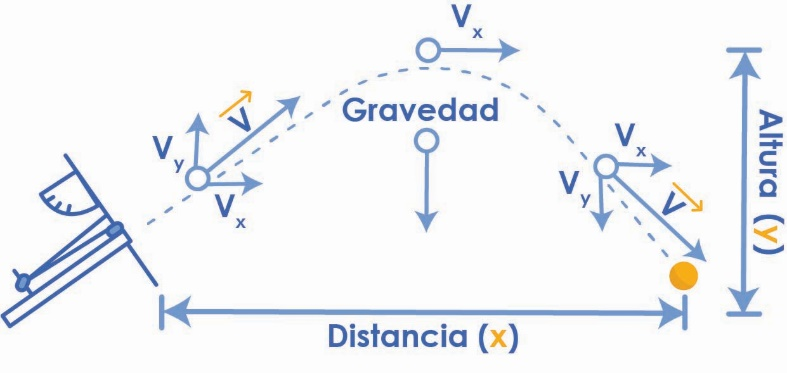 Vx
Gravedad
V
Vy
Vx
Vx
Vy
V
Altura (y)
Distancia (x)